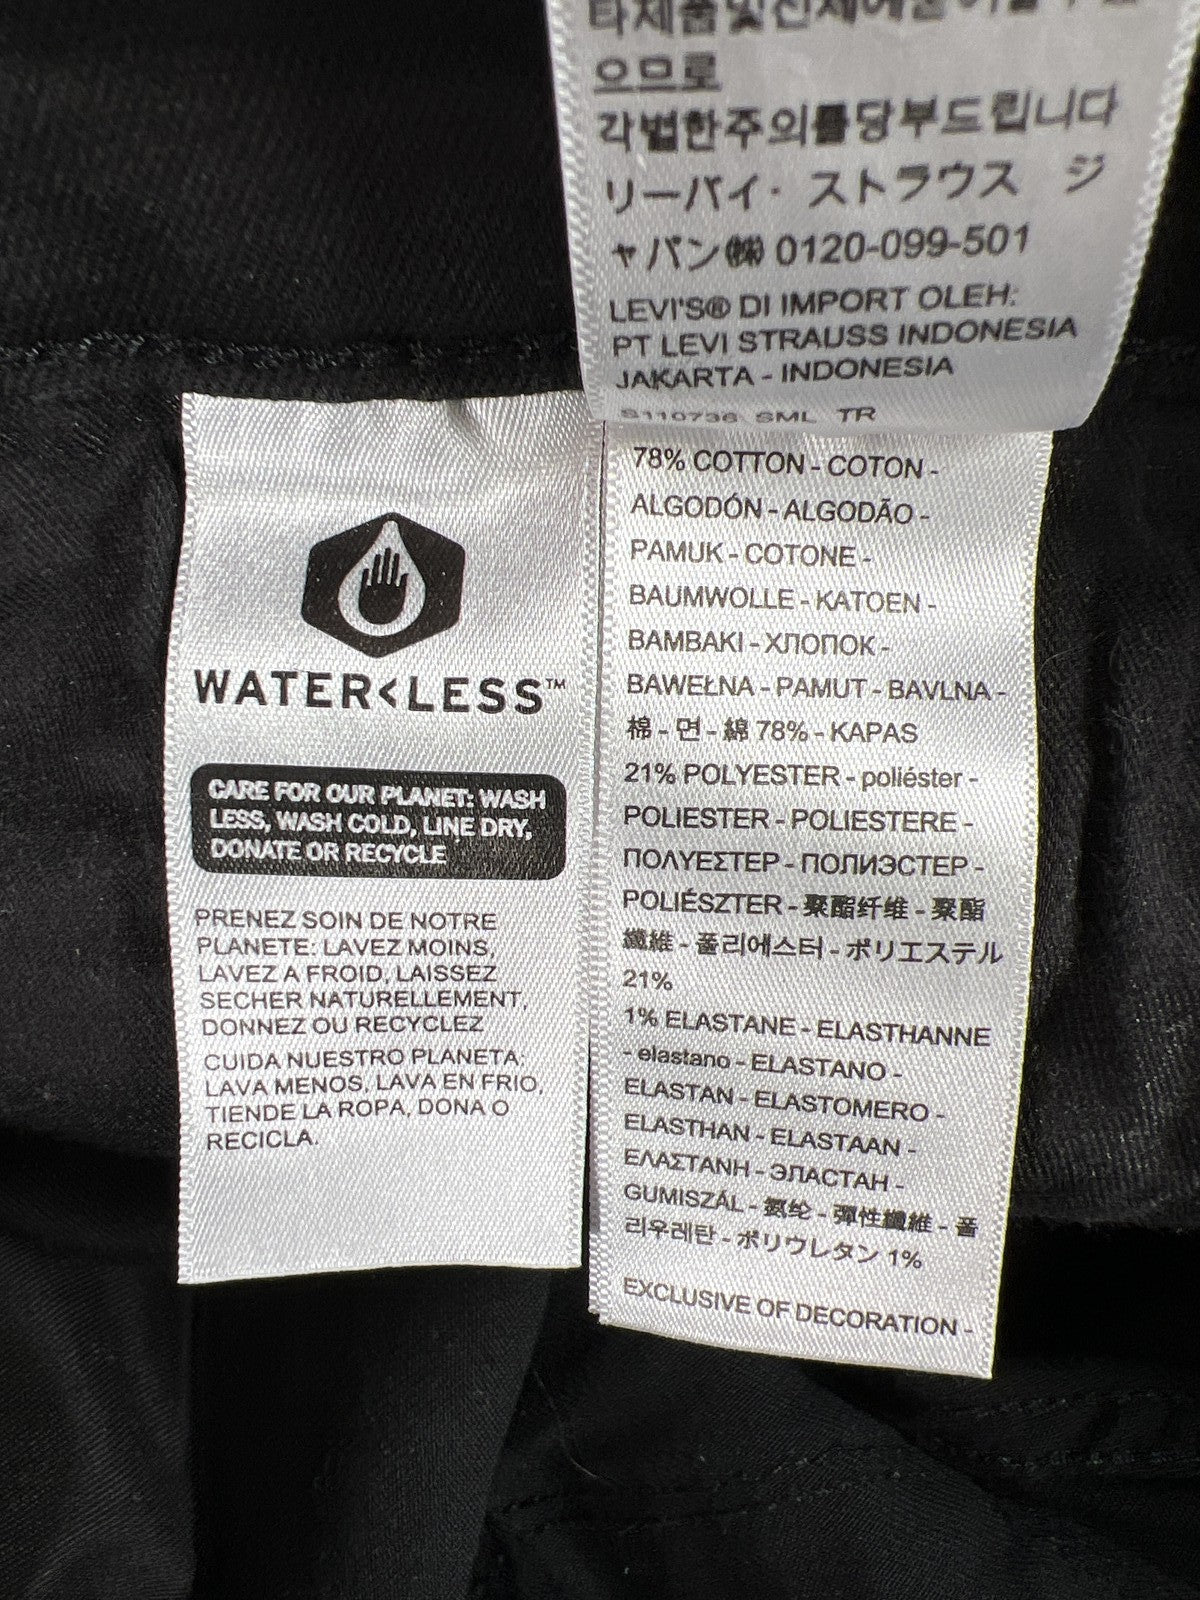 으므로
각별한주의를당부드립니다
リーバイ・ストラウス ジ
ャパン㈱ 0120-099-501
LEVI'S® DI IMPORT OLEH:
PT LEVI STRAUSS INDONESIA
JAKARTA - INDONESIA
S110736 SML TR
WATER<LESS™
CARE FOR OUR PLANET: WASH
LESS, WASH COLD, LINE DRY,
DONATE OR RECYCLE
PRENEZ SOIN DE NOTRE
PLANETE: LAVEZ MOINS,
LAVEZ A FROID, LAISSEZ
SECHER NATURELLEMENT,
DONNEZ OU RECYCLEZ
CUIDA NUESTRO PLANETA:
LAVA MENOS, LAVA EN FRIO,
TIENDE LA ROPA, DONA O
RECICLA.
78% COTTON - COTON -
ALGODÓN - ALGODÃO -
PAMUK - COTONE -
BAUMWOLLE - KATOEN -
BAMBAKI - ХЛОПОК -
BAWEŁNA - PAMUT - BAVLNA -
棉 - 면 - 綿 78% - KAPAS
21% POLYESTER - poliéster -
POLIESTER - POLIESTERE -
ΠΟΛΥΕΣΤΕΡ - ПОЛИЭСТЕР -
POLIÉSZTER - 聚酯纤维 - 聚酯
纖維 - 폴리에스터 - ポリエステル
21%
1% ELASTANE - ELASTHANNE
- elastano - ELASTANO -
ELASTAN - ELASTOMERO -
ELASTHAN - ELASTAAN -
ΕΛΑΣΤΑΝΗ - ЭЛАСТАН -
GUMISZÁL - 氨纶 - 彈性纖維 - 폴
리우레탄 - ポリウレタン 1%
EXCLUSIVE OF DECORATION -